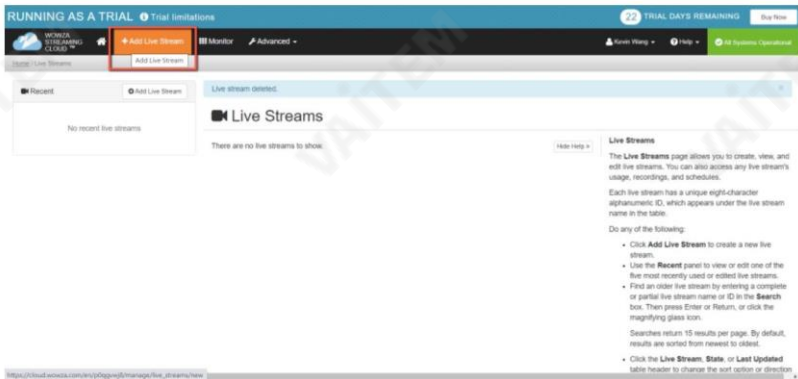 RUNNING AS A TRIAL Trial limitations
22 TRIAL DAYS REMAINING Buy Now
WOWZA
STREAMING
CLOUD ™
+ Add Live Stream
Monitor
Advanced
Kevin Wang
Help
All Systems Operational
Home / Live Streams
Add Live Stream
Recent
Add Live Stream
No recent live streams
Live stream deleted.
Live Streams
There are no live streams to show.
Hide Help »
Live Streams
The Live Streams page allows you to create, view, and
edit live streams. You can also access any live stream's
usage, recordings, and schedules.
Each live stream has a unique eight-character
alphanumeric ID, which appears under the live stream
name in the table.
Do any of the following:
• Click Add Live Stream to create a new live
stream.
• Use the Recent panel to view or edit one of the
five most recently used or edited live streams.
• Find an older live stream by entering a complete
or partial live stream name or ID in the Search
box. Then press Enter or Return, or click the
magnifying glass icon.
Searches return 15 results per page. By default,
results are sorted from newest to oldest.
• Click the Live Stream, State, or Last Updated
table header to change the sort option or direction
VAITEM